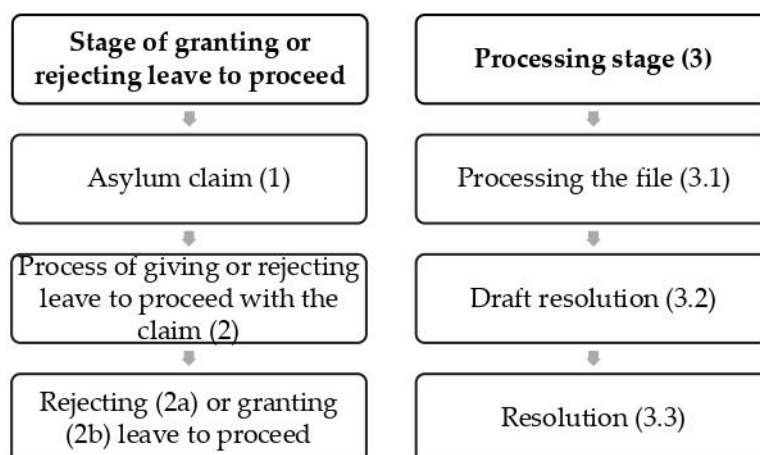 Stage of granting or
rejecting leave to proceed
Asylum claim (1)
Process of giving or rejecting
leave to proceed with the
claim (2)
Rejecting (2a) or granting
(2b) leave to proceed
Processing stage (3)
Processing the file (3.1)
Draft resolution (3.2)
Resolution (3.3)